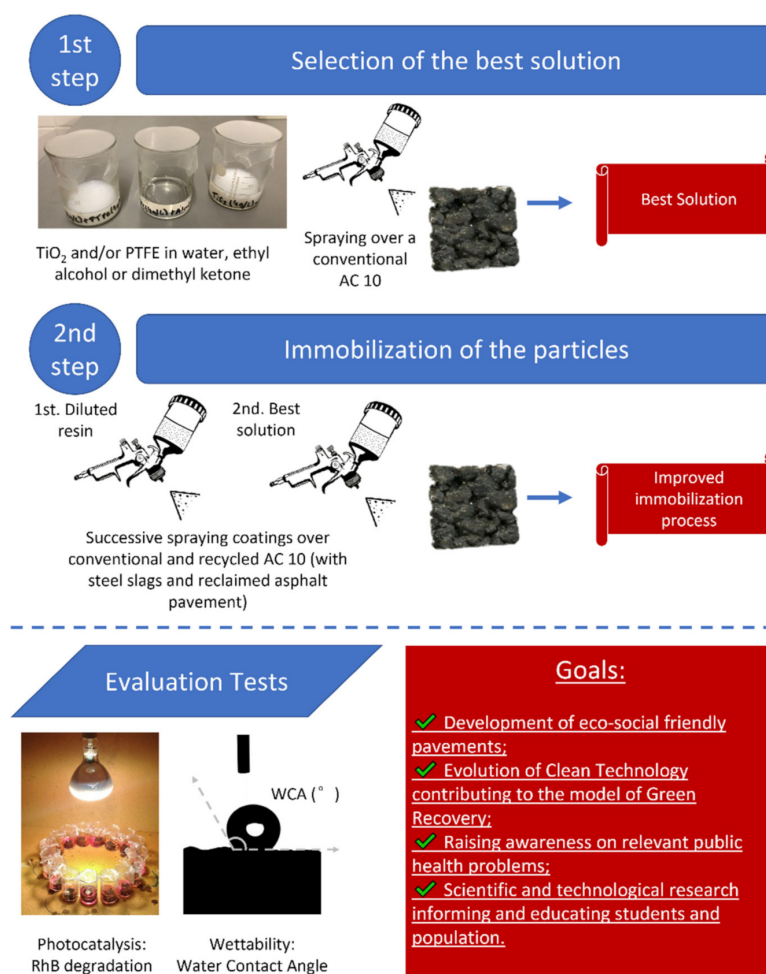 1st
step
Selection of the best solution
TiO₂ and/or PTFE in water, ethyl
alcohol or dimethyl ketone
Spraying over a
conventional
AC 10
Best Solution
2nd
step
Immobilization of the particles
1st. Diluted
resin
2nd. Best
solution
Successive spraying coatings over
conventional and recycled AC 10 (with
steel slags and reclaimed asphalt
pavement)
Improved
immobilization
process
Evaluation Tests
WCA (°)
Photocatalysis:
RhB degradation
Wettability:
Water Contact Angle
Goals:
✓ Development of eco-social friendly
pavements;
✓ Evolution of Clean Technology
contributing to the model of Green
Recovery;
✓ Raising awareness on relevant public
health problems;
✓ Scientific and technological research
informing and educating students and
population.